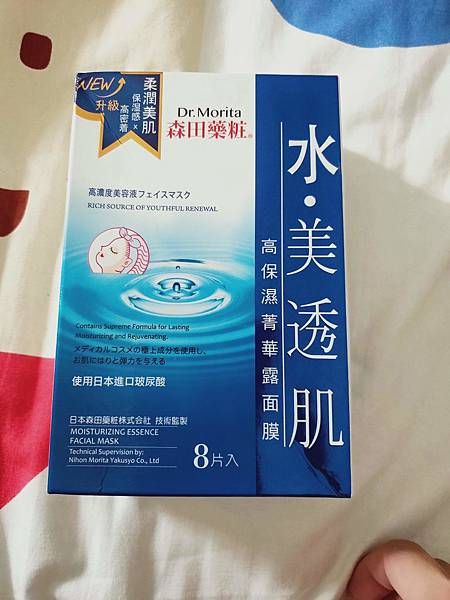 NEW
升級
柔潤美肌
保濕感×
高密着
Dr.Morita
森田藥粧®
高濃度美容液フェイスマスク
RICH SOURCE OF YOUTHFUL RENEWAL
水·美透肌
高保濕菁華露面膜
Contains Supreme Formula for Lasting
Moisturizing and Rejuvenating.
メディカルコスメの極上成分を使用し、
お肌にはりと弾力を与える
使用日本進口玻尿酸
日本森田藥粧株式会社 技術監製
MOISTURIZING ESSENCE
FACIAL MASK
Technical Supervision by:
Nihon Morita Yakusyo Co., Ltd
8片入